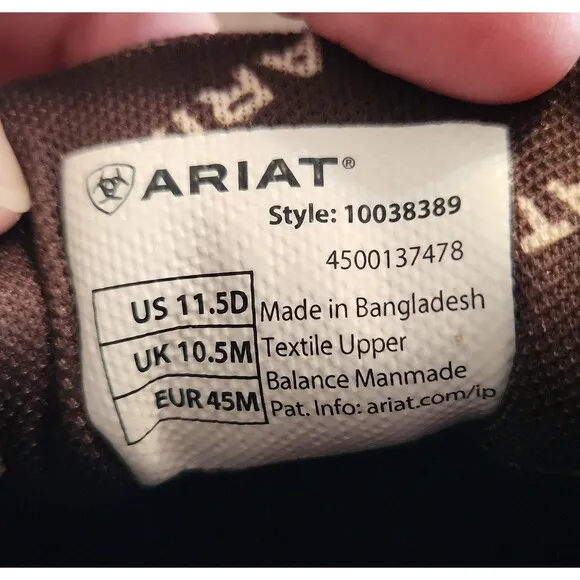 ARIAT
ARIAT®
Style: 10038389
4500137478
US 11.5D
UK 10.5M
EUR 45M
Made in Bangladesh
Textile Upper
Balance Manmade
Pat. Info: ariat.com/ip